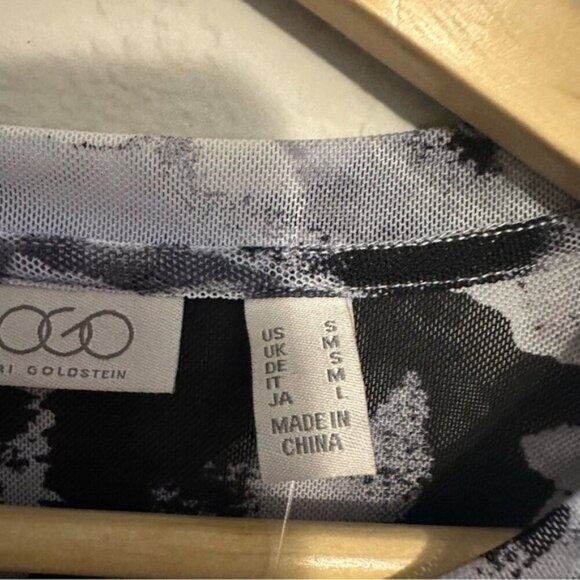 OGO
RI GOLDSTEIN
US S
UK M
DE S
IT M
JA L
MADE IN
CHINA